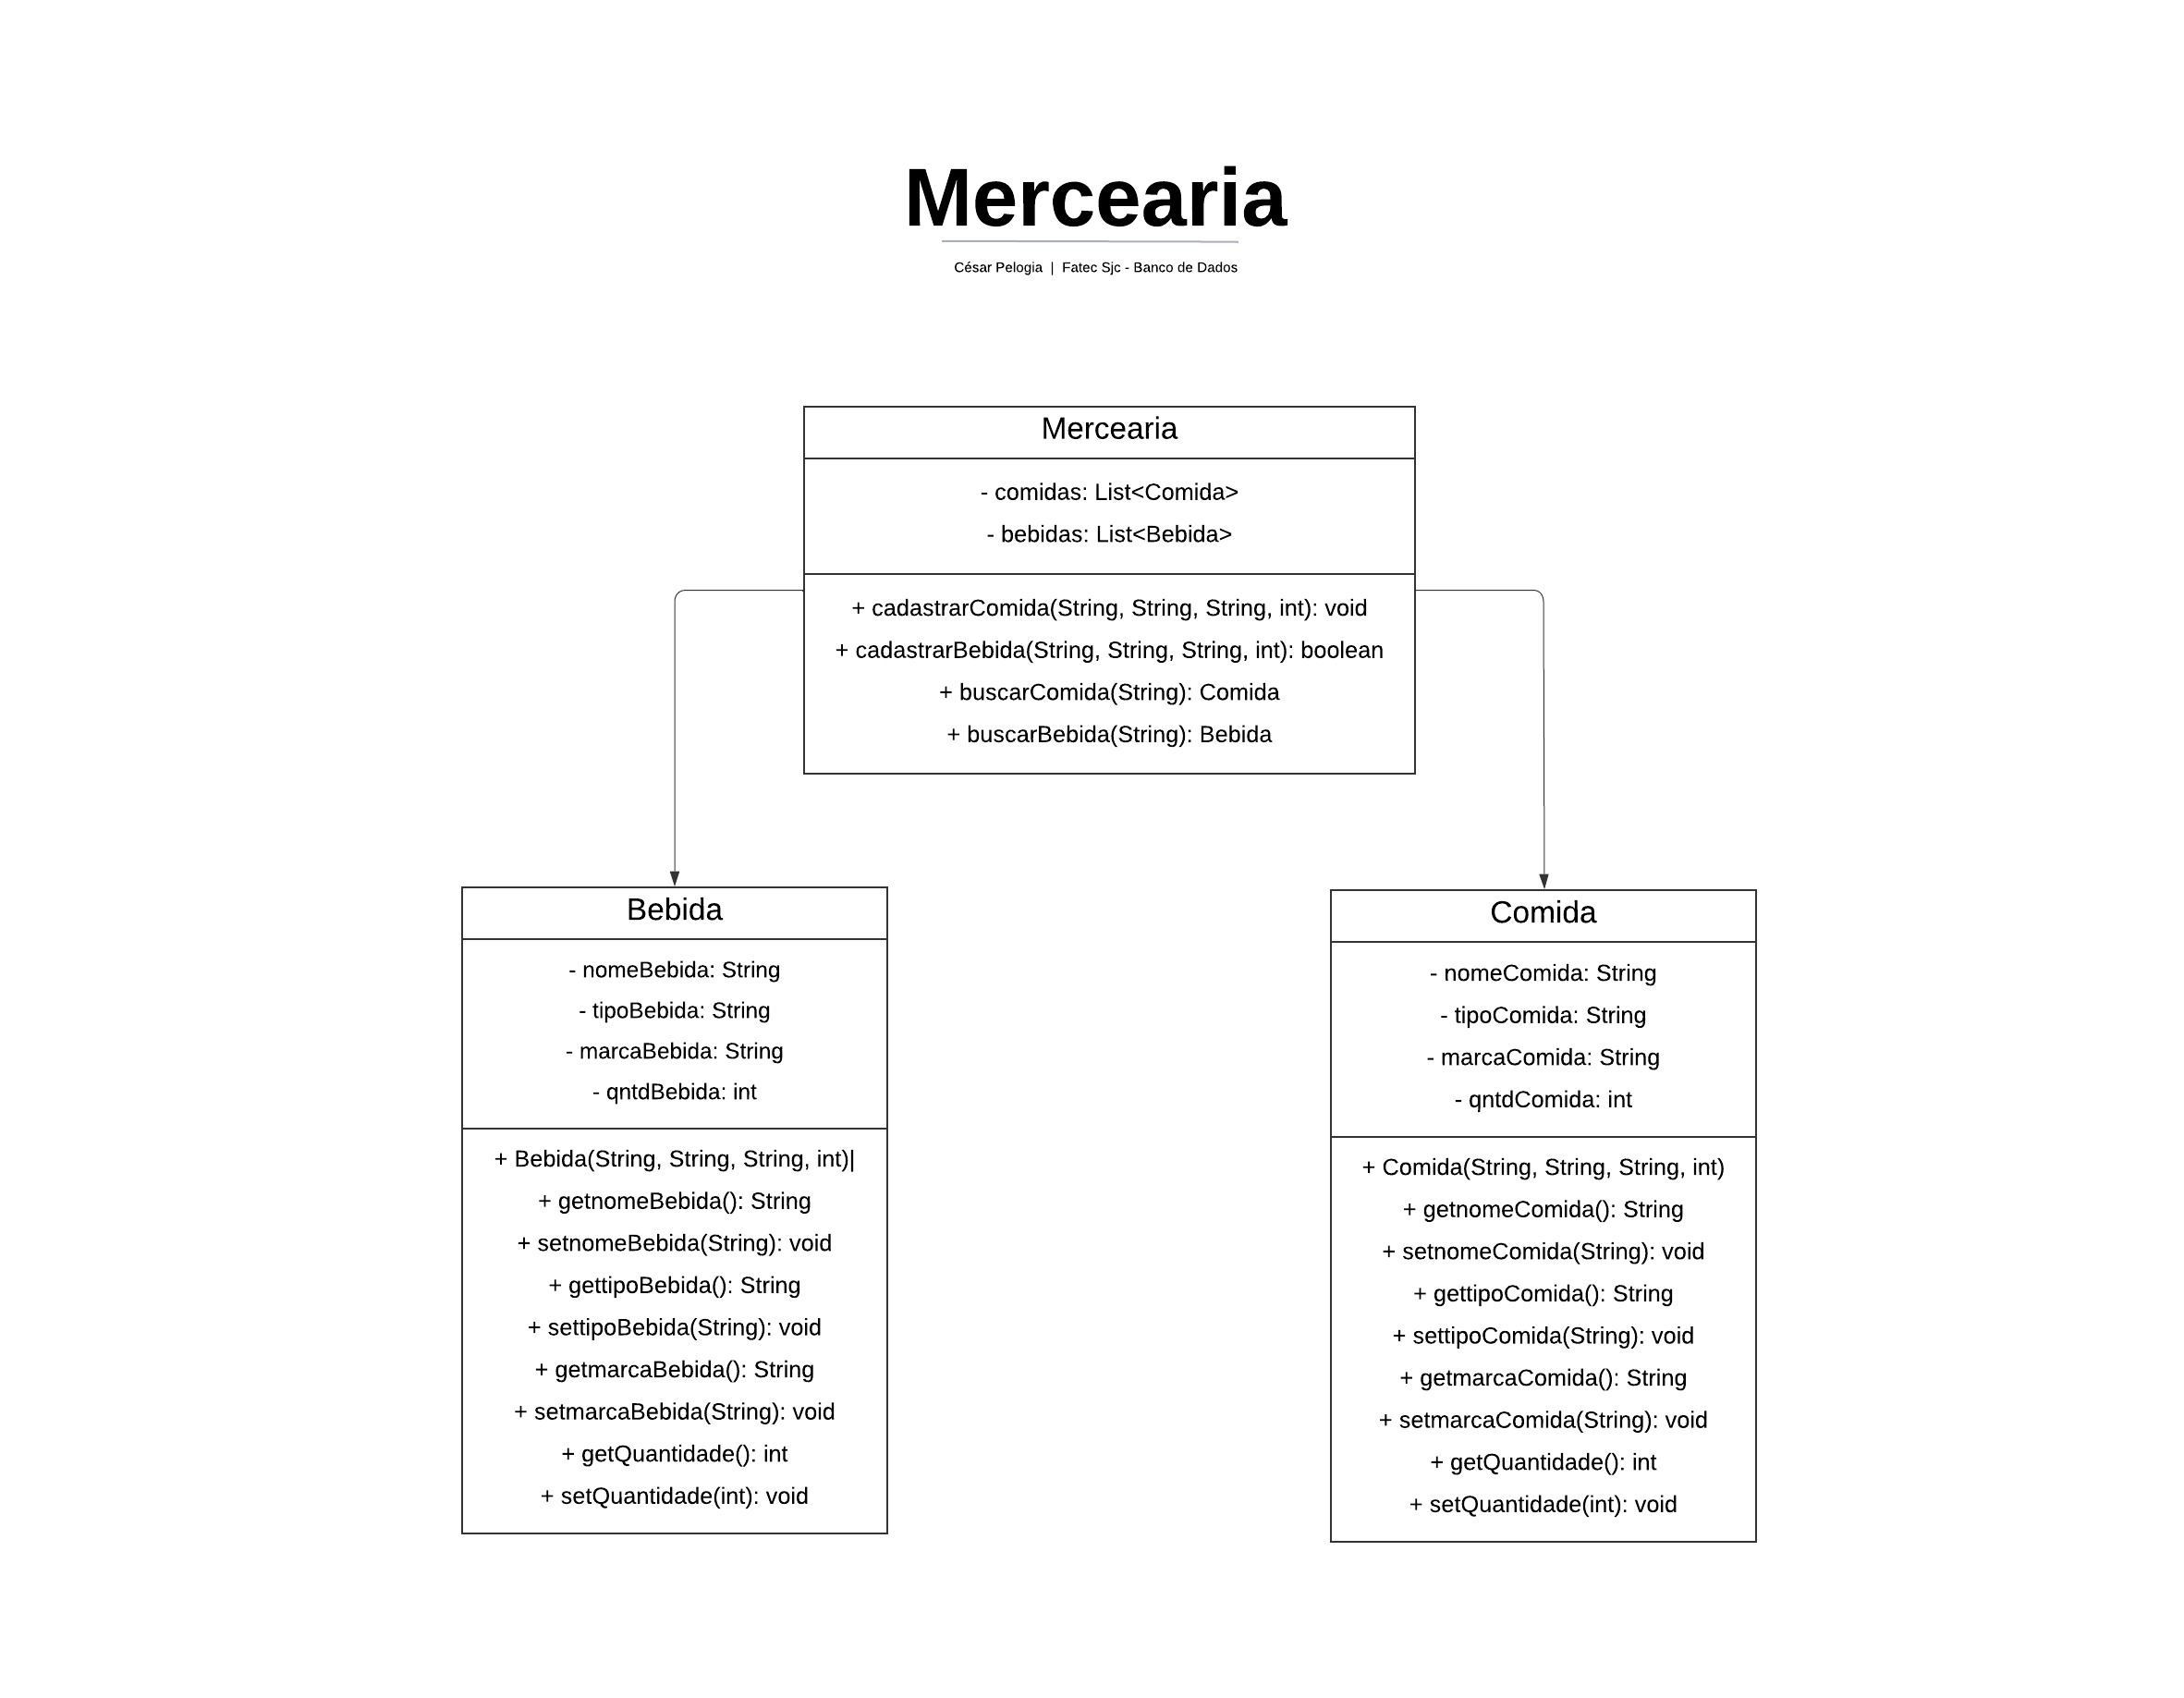 Mercearia
César Pelogia | Fatec Sjc - Banco de Dados
Mercearia
- comidas: List<Comida>
- bebidas: List<Bebida>
+ cadastrarComida(String, String, String, int): void
+ cadastrarBebida(String, String, String, int): boolean
+ buscarComida(String): Comida
+ buscarBebida(String): Bebida
Bebida
- nomeBebida: String
- tipoBebida: String
- marcaBebida: String
- qntdBebida: int
+ Bebida(String, String, String, int)|
+ getnomeBebida(): String
+ setnomeBebida(String): void
+ gettipoBebida(): String
+ settipoBebida(String): void
+ getmarcaBebida(): String
+ setmarcaBebida(String): void
+ getQuantidade(): int
+ setQuantidade(int): void
Comida
- nomeComida: String
- tipoComida: String
- marcaComida: String
- qntdComida: int
+ Comida(String, String, String, int)
+ getnomeComida(): String
+ setnomeComida(String): void
+ gettipoComida(): String
+ settipoComida(String): void
+ getmarcaComida(): String
+ setmarcaComida(String): void
+ getQuantidade(): int
+ setQuantidade(int): void